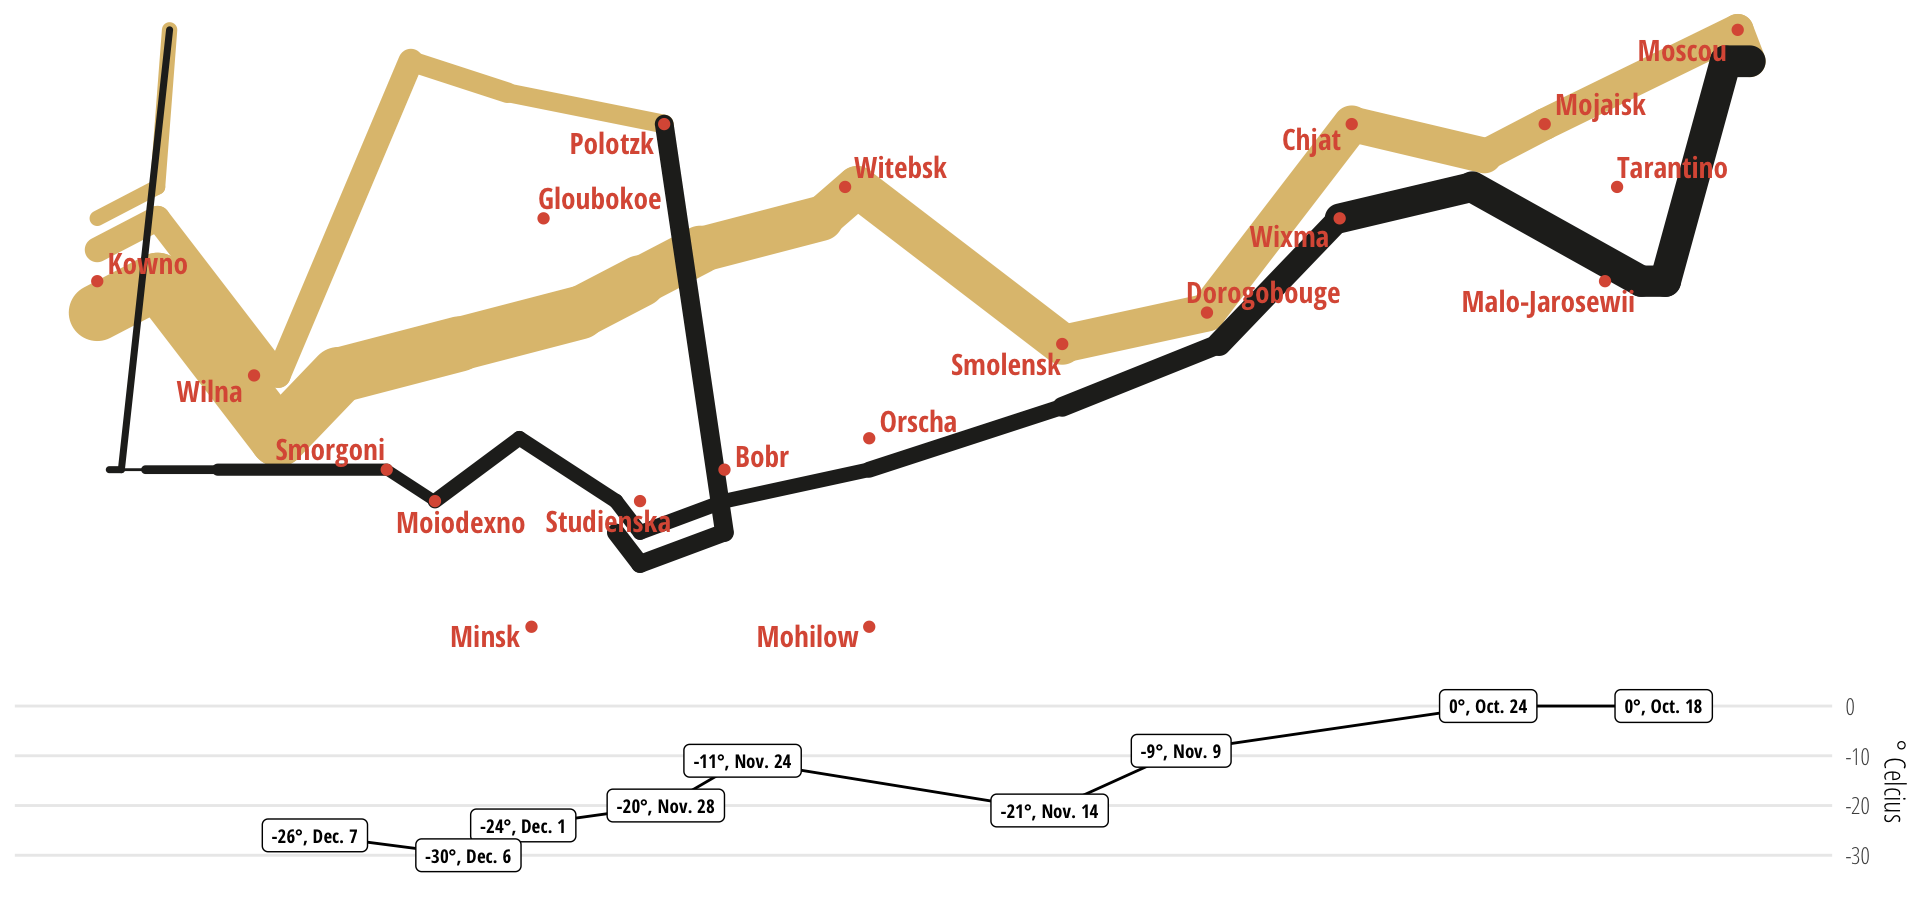 Moscou
Mojaisk
Chjat
Polotzk
Witebsk
Tarantino
Gloubokoe
Wixma
Kowno
Dorogobouge
Malo-Jarosewii
Smolensk
Wilna
Orscha
Smorgoni
Bobr
Moiodexno
Studienska
Minsk
Mohilow
0°, Oct. 24
0°, Oct. 18
0
-9°, Nov. 9
-11°, Nov. 24
-10
° Celcius
-20°, Nov. 28
-21°, Nov. 14
-20
-24°, Dec. 1
-26°, Dec. 7
-30°, Dec. 6
-30